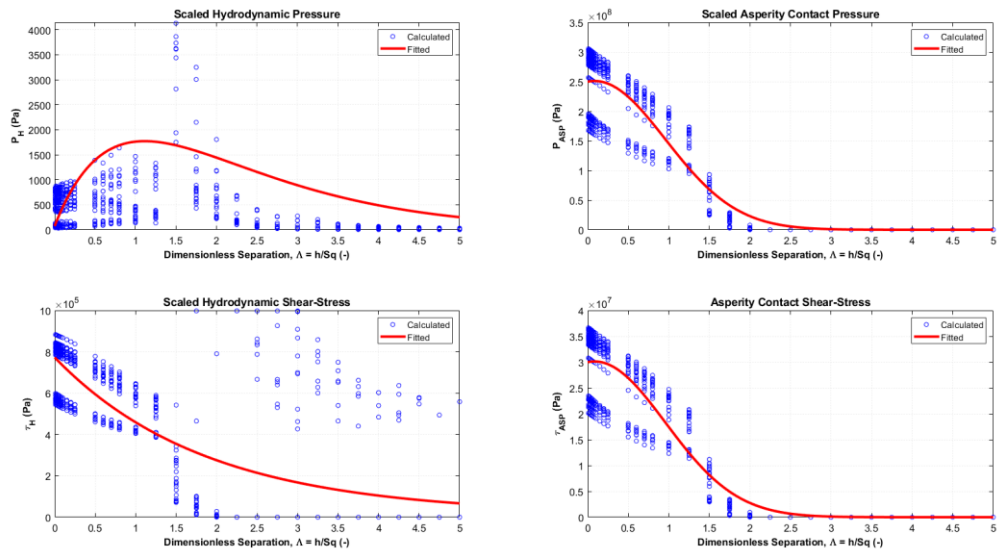 Scaled Hydrodynamic Pressure
4000
3500
3000
2500
2000
1500
1000
500
0
P_H (Pa)
Calculated
Fitted
0 0.5 1 1.5 2 2.5 3 3.5 4 4.5 5
Dimensionless Separation, Λ = h/Sq (-)
Scaled Asperity Contact Pressure
×10^8
3.5
3
2.5
2
1.5
1
0.5
0
P_ASP (Pa)
Calculated
Fitted
0 0.5 1 1.5 2 2.5 3 3.5 4 4.5 5
Dimensionless Separation, Λ = h/Sq (-)
Scaled Hydrodynamic Shear-Stress
×10^5
10
8
6
4
2
0
τ_H (Pa)
Calculated
Fitted
0 0.5 1 1.5 2 2.5 3 3.5 4 4.5 5
Dimensionless Separation, Λ = h/Sq (-)
Asperity Contact Shear-Stress
×10^7
4
3.5
3
2.5
2
1.5
1
0.5
0
τ_ASP (Pa)
Calculated
Fitted
0 0.5 1 1.5 2 2.5 3 3.5 4 4.5 5
Dimensionless Separation, Λ = h/Sq (-)